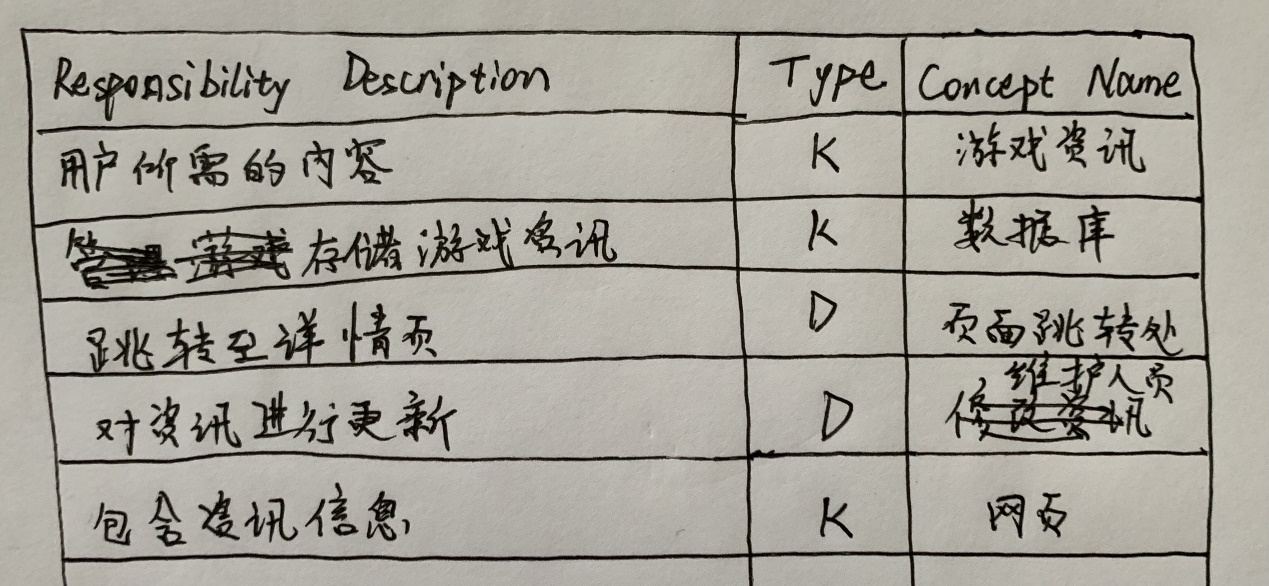 Responsibility Description Type Concept Name
用户所需的内容 K 游戏资讯
存储游戏资讯 K 数据库
跳转至详情页 D 页面跳转处
维护人员
对资讯进行更新 D
包含资讯信息 K 网页